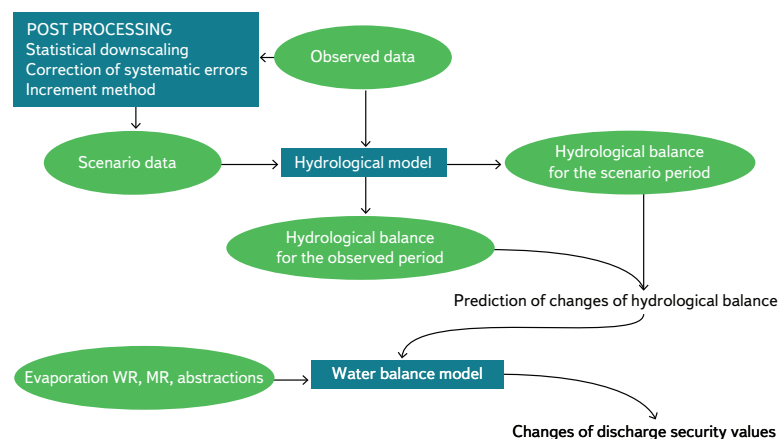 POST PROCESSING
Statistical downscaling
Correction of systematic errors
Increment method
Observed data
Scenario data
Hydrological model
Hydrological balance
for the scenario period
Hydrological balance
for the observed period
Prediction of changes of hydrological balance
Evaporation WR, MR, abstractions
Water balance model
Changes of discharge security values